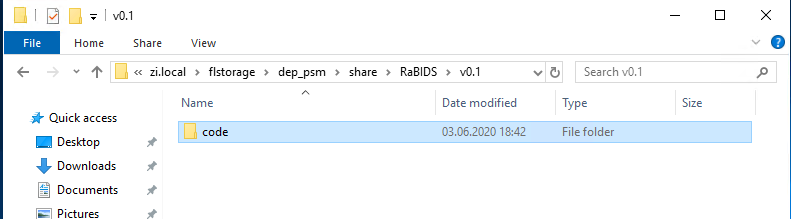 v0.1
File Home Share View
« zi.local > flstorage > dep_psm > share > RaBIDS > v0.1 Search v0.1
Name Date modified Type Size
Quick access
code 03.06.2020 18:42 File folder
Desktop
Downloads
Documents
Pictures